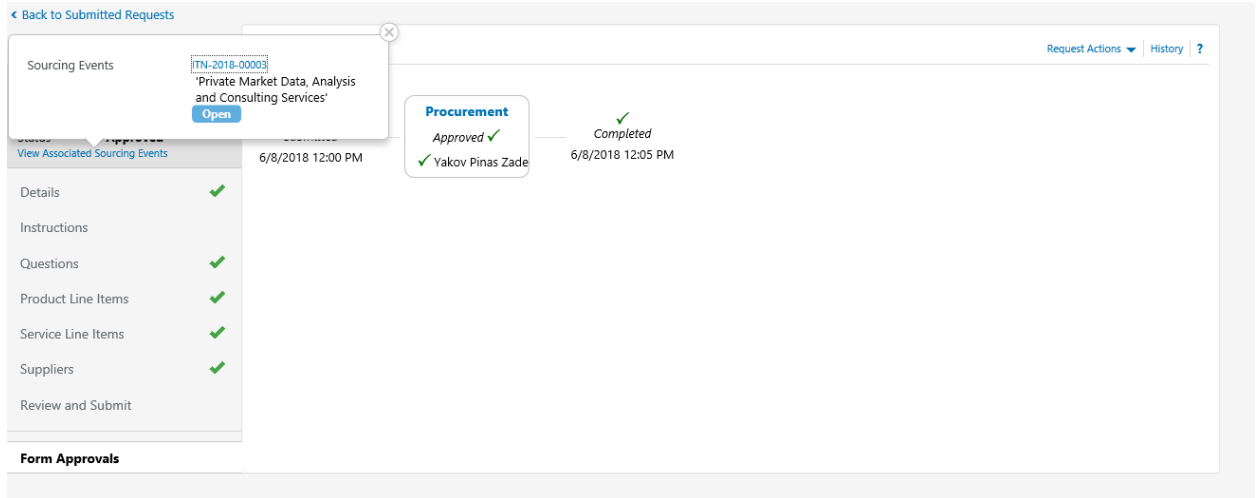 Back to Submitted Requests
Request Actions
History
?
Sourcing Events
ITN-2018-00003
'Private Market Data, Analysis
and Consulting Services'
Open
Status Approved
View Associated Sourcing Events
Submitted
6/8/2018 12:00 PM
Procurement
Approved ✓
✓ Yakov Pinas Zade
✓
Completed
6/8/2018 12:05 PM
Details
Instructions
Questions
Product Line Items
Service Line Items
Suppliers
Review and Submit
Form Approvals